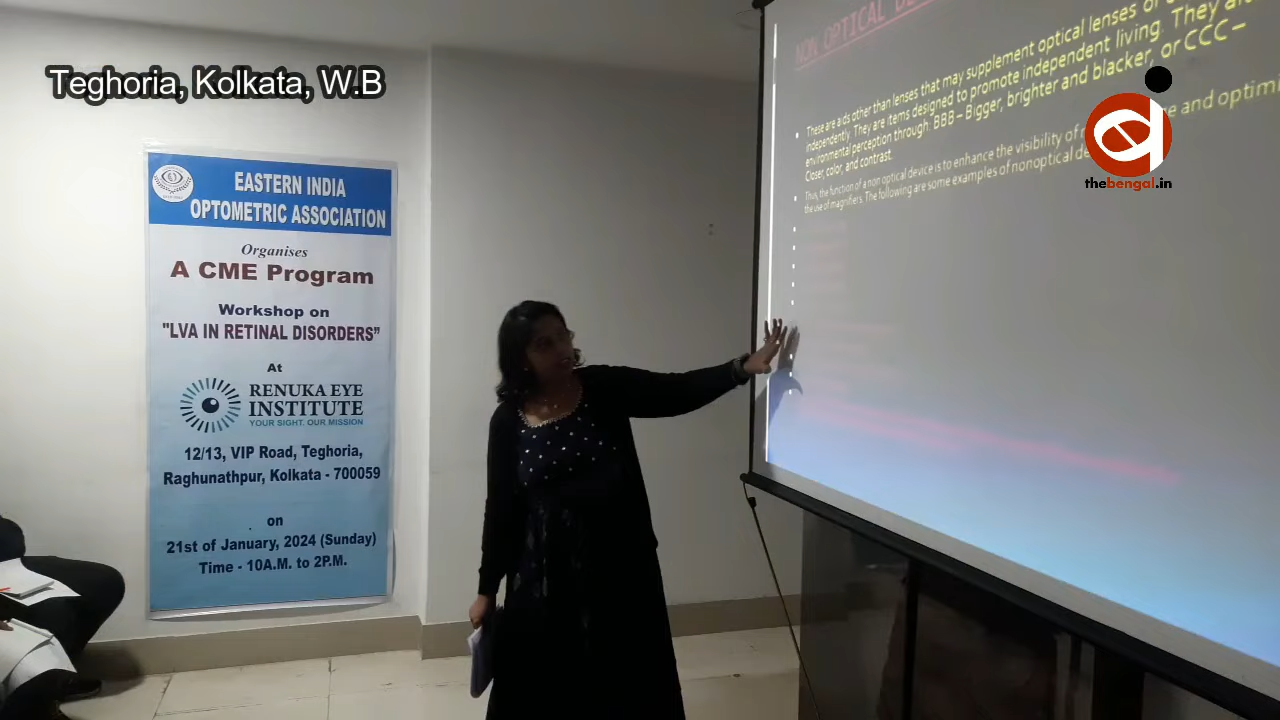 Teghoria, Kolkata, W.B
EASTERN INDIA
OPTOMETRIC ASSOCIATION
Organises
A CME Program
Workshop on
"LVA IN RETINAL DISORDERS"
At
RENUKA EYE
INSTITUTE
YOUR SIGHT. OUR MISSION
12/13, VIP Road, Teghoria,
Raghunathpur, Kolkata - 700059
on
21st of January, 2024 (Sunday)
Time - 10A.M. to 2P.M.
NON OPTICAL
These are aids other than lenses that may supplement optical lenses
independently. They are items designed to promote independent living. They
environmental perception through: BBB – Bigger, brighter and blacker, or CCC –
Closer, color, and contrast.
Thus, the function of a non optical device is to enhance the visibility of and
the use of magnifiers. The following are some examples of nonoptical
thebengal.in